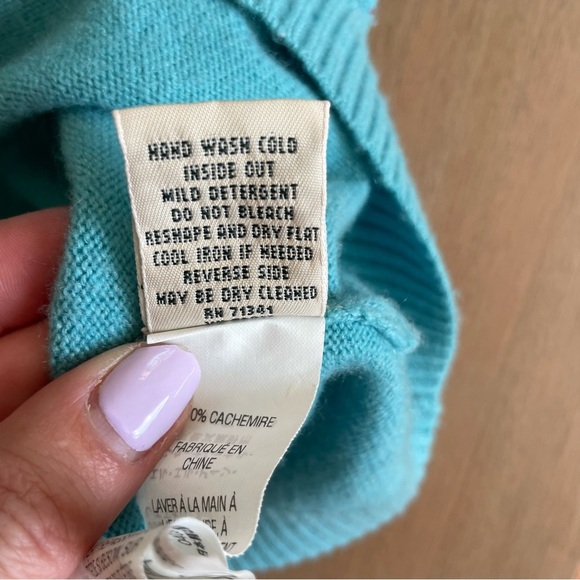 HAND WASH COLD
INSIDE OUT
MILD DETERGENT
DO NOT BLEACH
RESHAPE AND DRY FLAT
COOL IRON IF NEEDED
REVERSE SIDE
MAY BE DRY CLEANED
RN 71341
0% CACHEMIRE
FABRIQUÉ EN
CHINE
LAVER À LA MAIN À